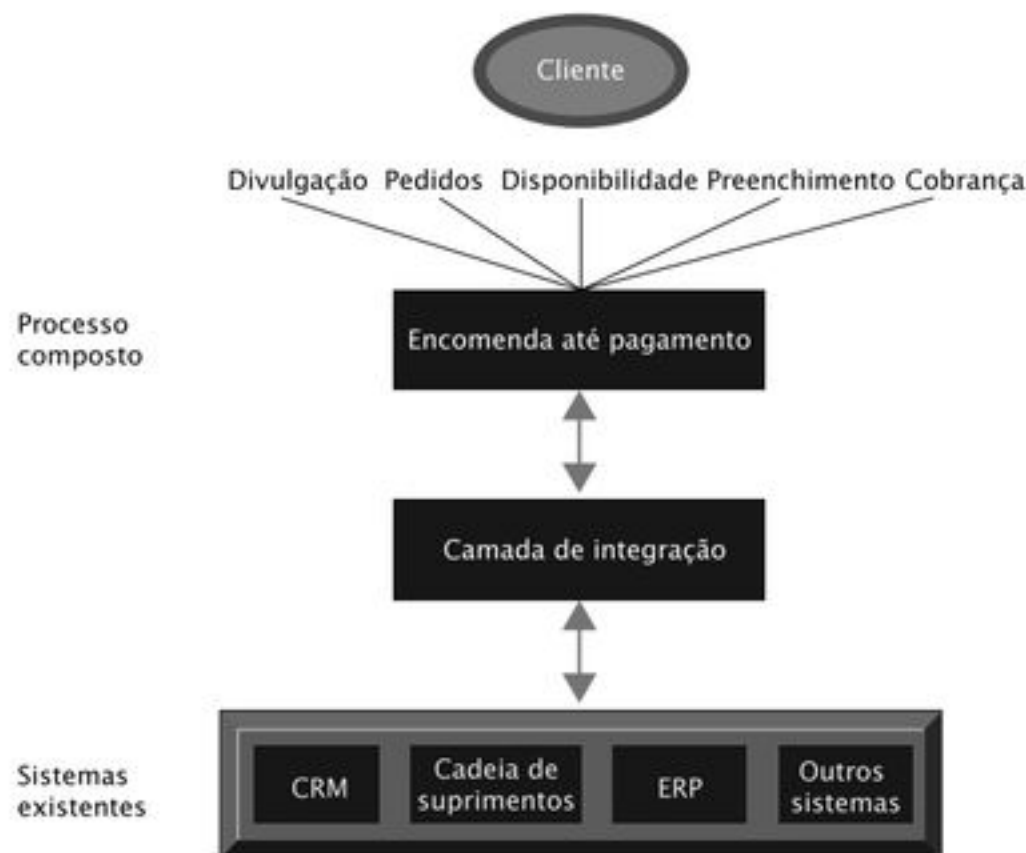 Cliente
Divulgação Pedidos Disponibilidade Preenchimento Cobrança
Processo
composto
Encomenda até pagamento
Camada de integração
Sistemas
existentes
CRM
Cadeia de
suprimentos
ERP
Outros
sistemas